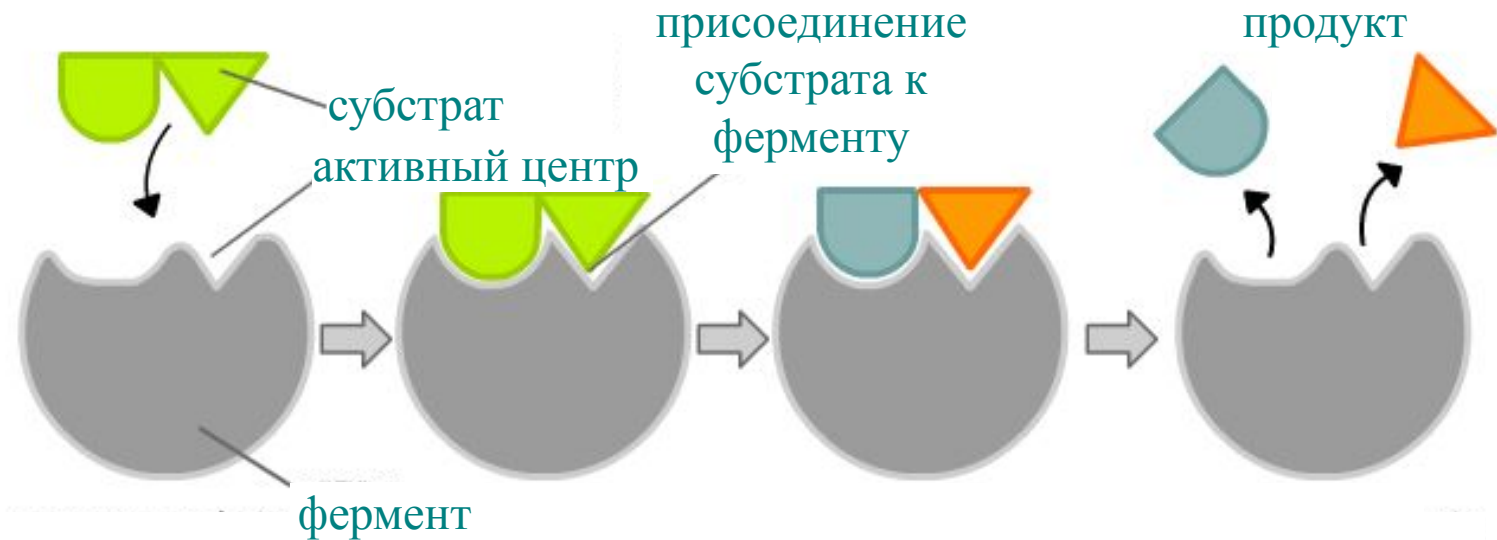 субстрат
активный центр
присоединение
субстрата к
ферменту
продукт
фермент